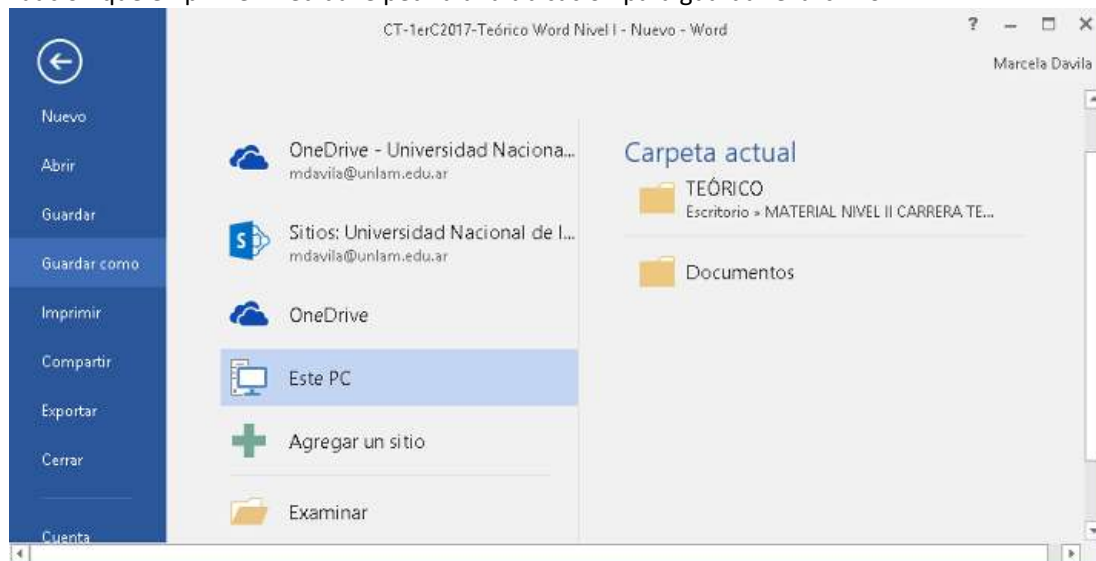 CT-1erC2017-Teórico Word Nivel I - Nuevo - Word
?
Marcela Davila
Nuevo
Abrir
Guardar
Guardar como
Imprimir
Compartir
Exportar
Cerrar
Cuenta
OneDrive - Universidad Naciona...
mdavila@unlam.edu.ar
Sitios: Universidad Nacional de l...
mdavila@unlam.edu.ar
OneDrive
Este PC
Agregar un sitio
Examinar
Carpeta actual
TEÓRICO
Escritorio » MATERIAL NIVEL II CARRERA TE...
Documentos